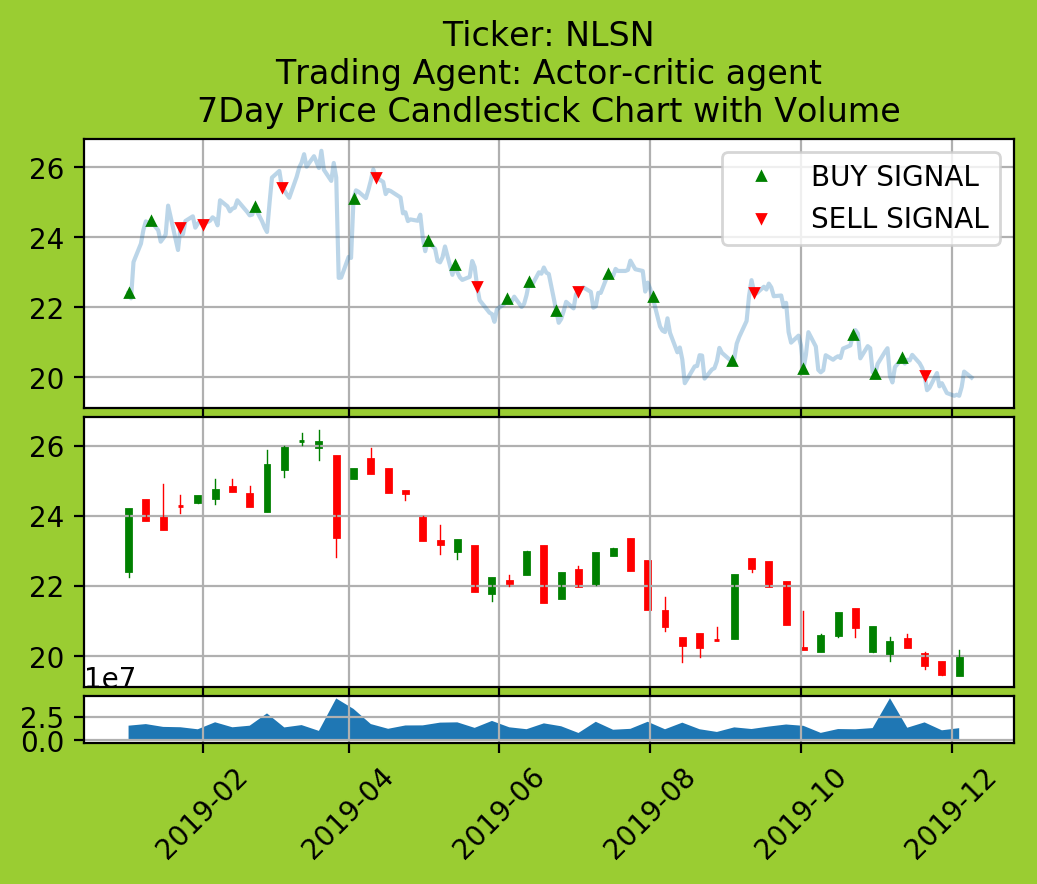 Ticker: NLSN
Trading Agent: Actor-critic agent
7Day Price Candlestick Chart with Volume
26
24
22
20
BUY SIGNAL
SELL SIGNAL
26
24
22
20
1e7
2.5
0.0
2019-02
2019-04
2019-06
2019-08
2019-10
2019-12